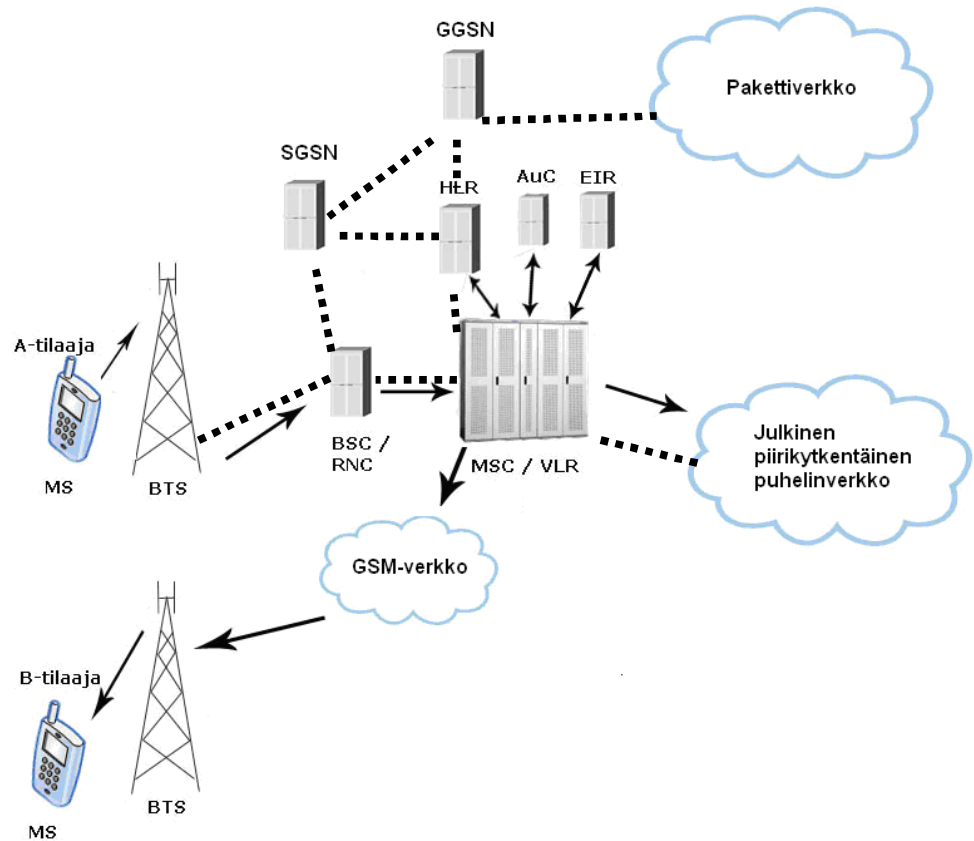 GGSN
Pakettiverkko
SGSN
HLR
AuC
EIR
A-tilaaja
MS
BTS
BSC /
RNC
MSC / VLR
Julkinen
piirikytkentäinen
puhelinverkko
GSM-verkko
B-tilaaja
MS
BTS